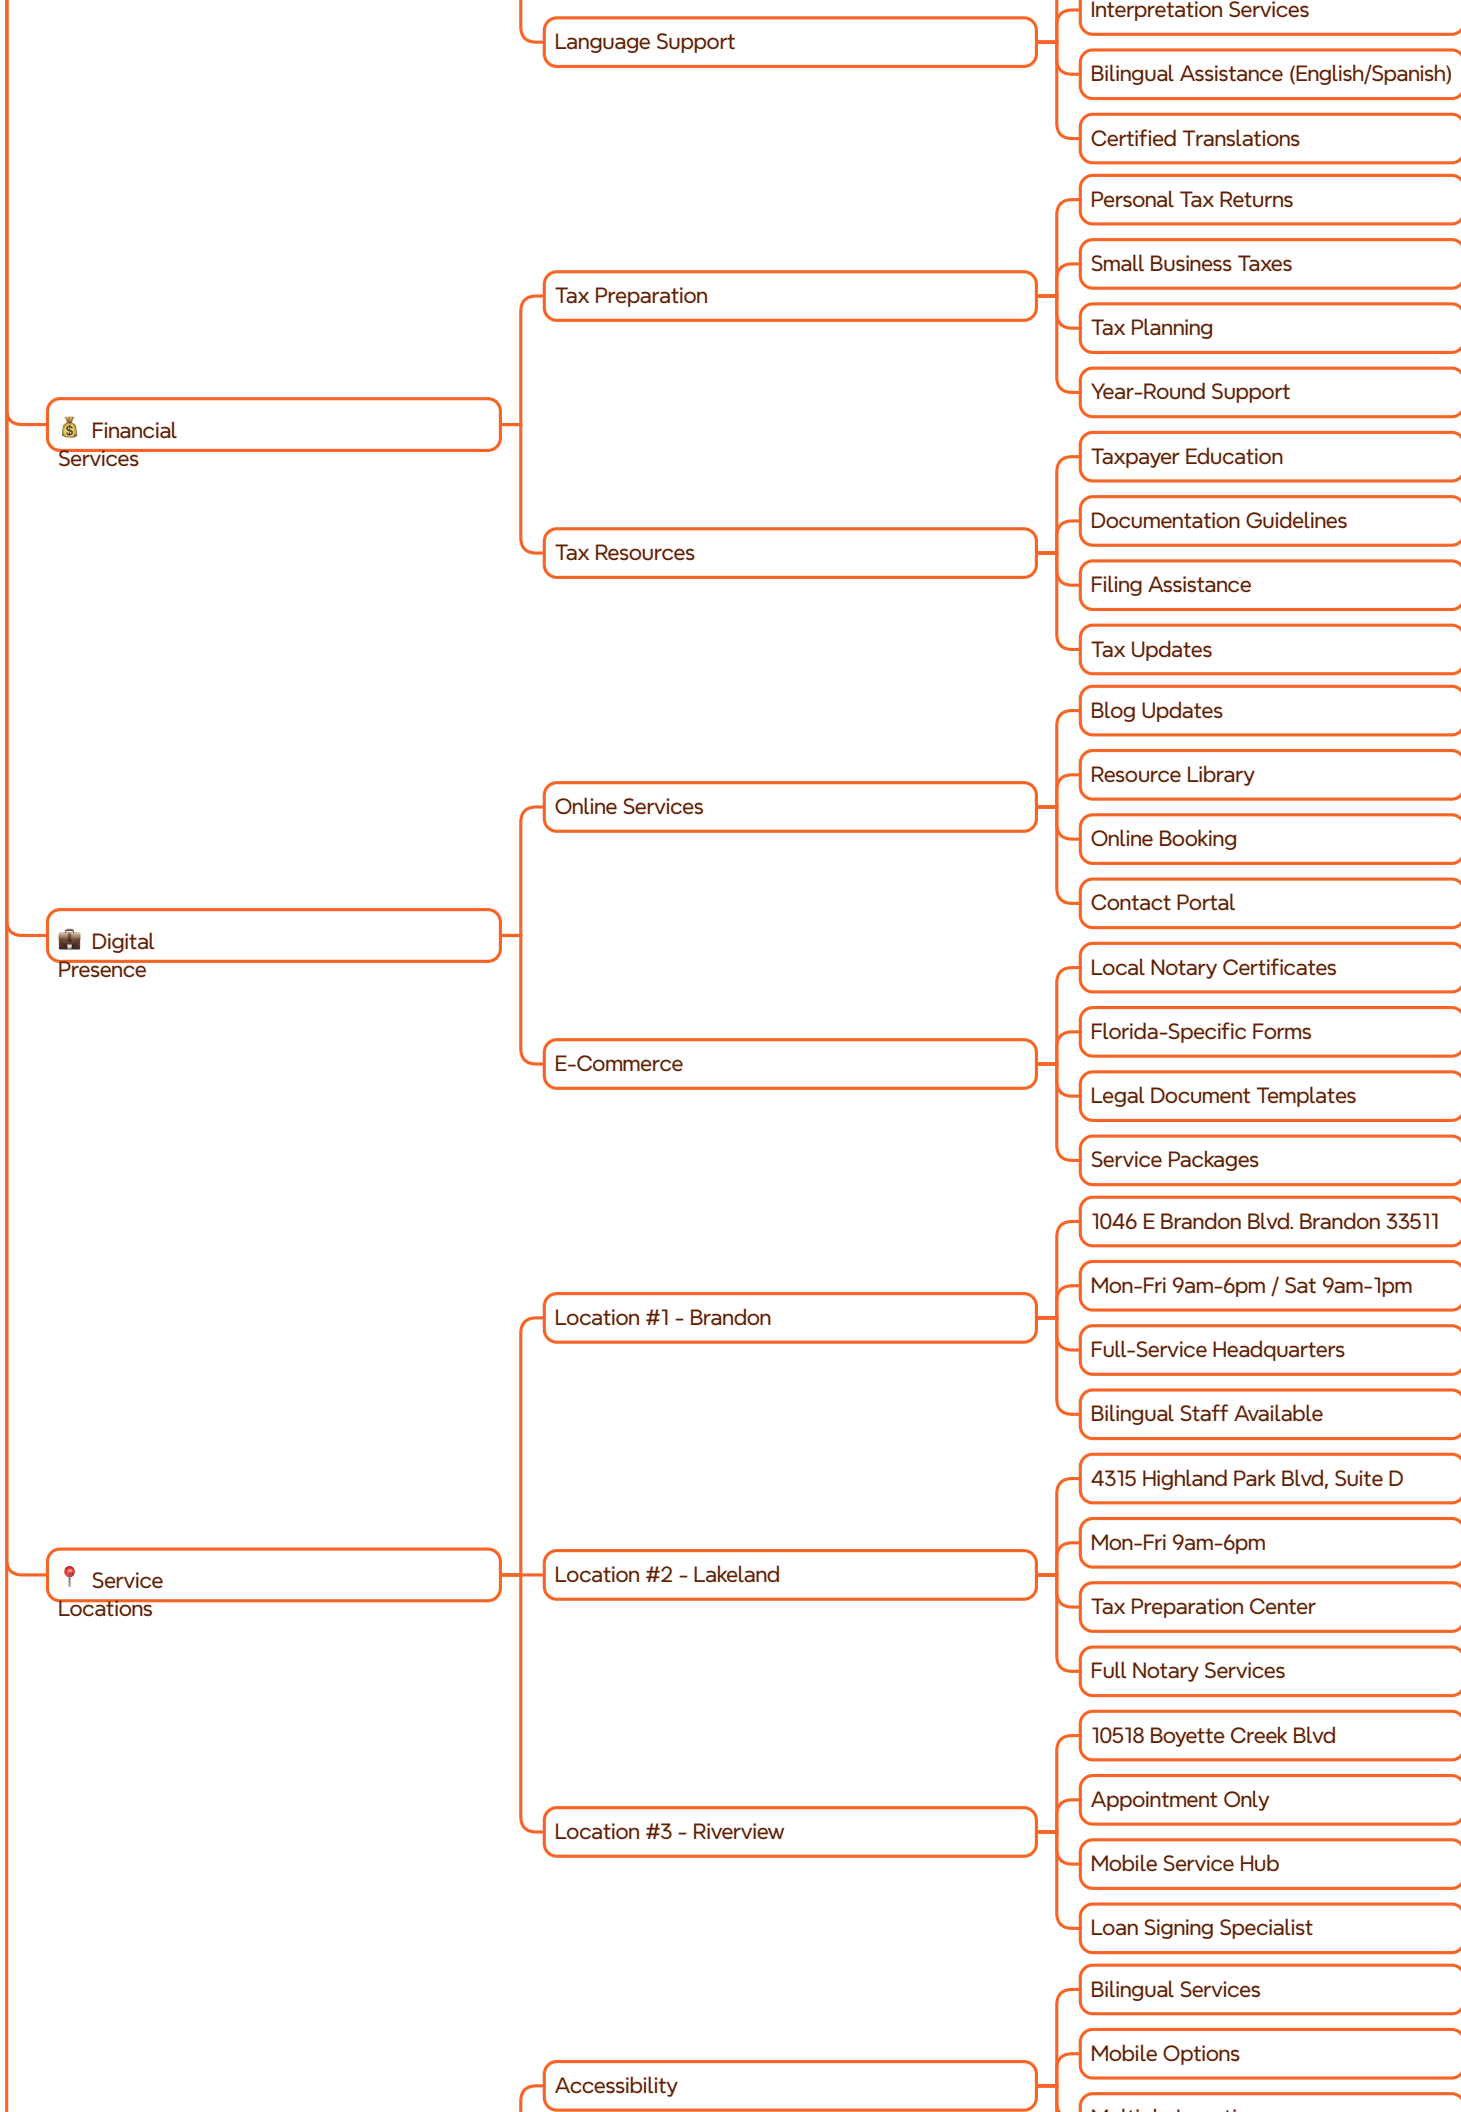 Interpretation Services
Language Support
Bilingual Assistance (English/Spanish)
Certified Translations
Personal Tax Returns
Small Business Taxes
Tax Preparation
Tax Planning
Year-Round Support
Financial
Services
Taxpayer Education
Documentation Guidelines
Tax Resources
Filing Assistance
Tax Updates
Blog Updates
Resource Library
Online Services
Online Booking
Contact Portal
Digital
Presence
Local Notary Certificates
Florida-Specific Forms
E-Commerce
Legal Document Templates
Service Packages
1046 E Brandon Blvd. Brandon 33511
Mon-Fri 9am-6pm / Sat 9am-1pm
Location #1 - Brandon
Full-Service Headquarters
Bilingual Staff Available
4315 Highland Park Blvd, Suite D
Mon-Fri 9am-6pm
Service
Locations
Location #2 - Lakeland
Tax Preparation Center
Full Notary Services
10518 Boyette Creek Blvd
Appointment Only
Location #3 - Riverview
Mobile Service Hub
Loan Signing Specialist
Bilingual Services
Mobile Options
Accessibility